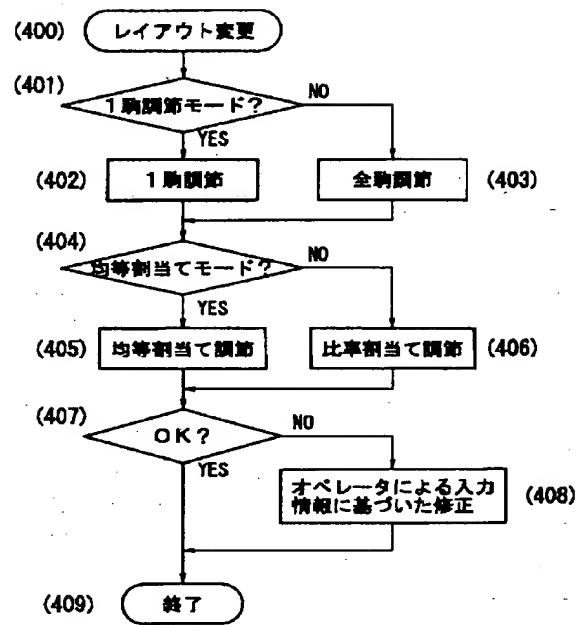 (400) レイアウト変更
(401)
1駒調節モード? NO
YES
(402) 1駒調節 全駒調節 (403)
(404)
均等割当てモード? NO
YES
(405) 均等割当て調節 比率割当て調節 (406)
(407)
OK? NO
YES
オペレータによる入力
情報に基づいた修正 (408)
(409) 終了